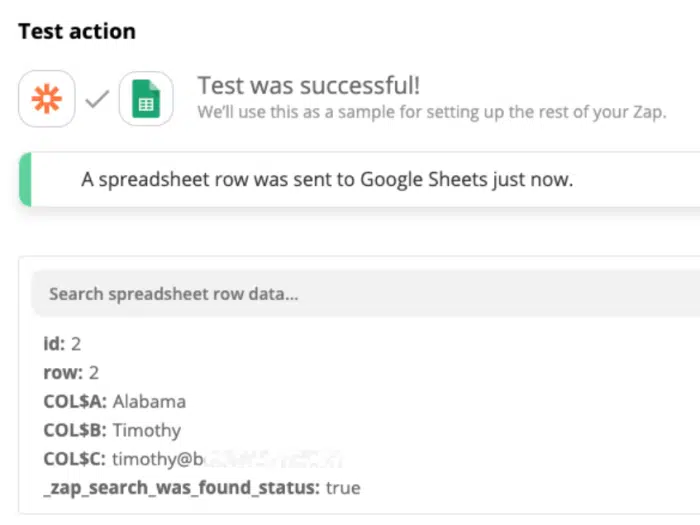 Test action
Test was successful!
We'll use this as a sample for setting up the rest of your Zap.
A spreadsheet row was sent to Google Sheets just now.
Search spreadsheet row data...
id: 2
row: 2
COL$A: Alabama
COL$B: Timothy
COL$C: timothy@b
_zap_search_was_found_status: true